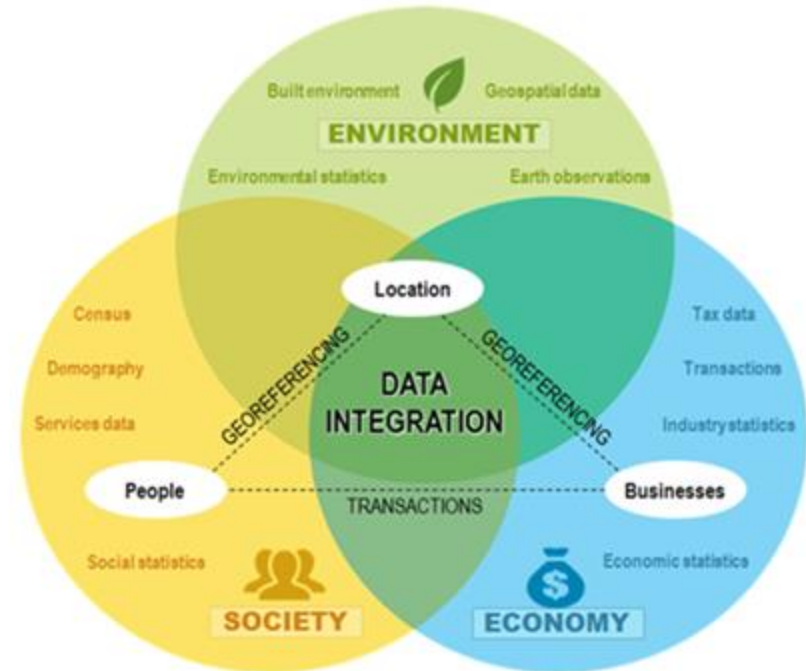 Built environment
Geospatial data
ENVIRONMENT
Environmental statistics
Earth observations
Location
Census
Tax data
GEOREFERENCING
GEOREFERENCING
Demography
Transactions
DATA
INTEGRATION
Services data
Industry statistics
People
Businesses
TRANSACTIONS
Social statistics
Economic statistics
$
SOCIETY
ECONOMY